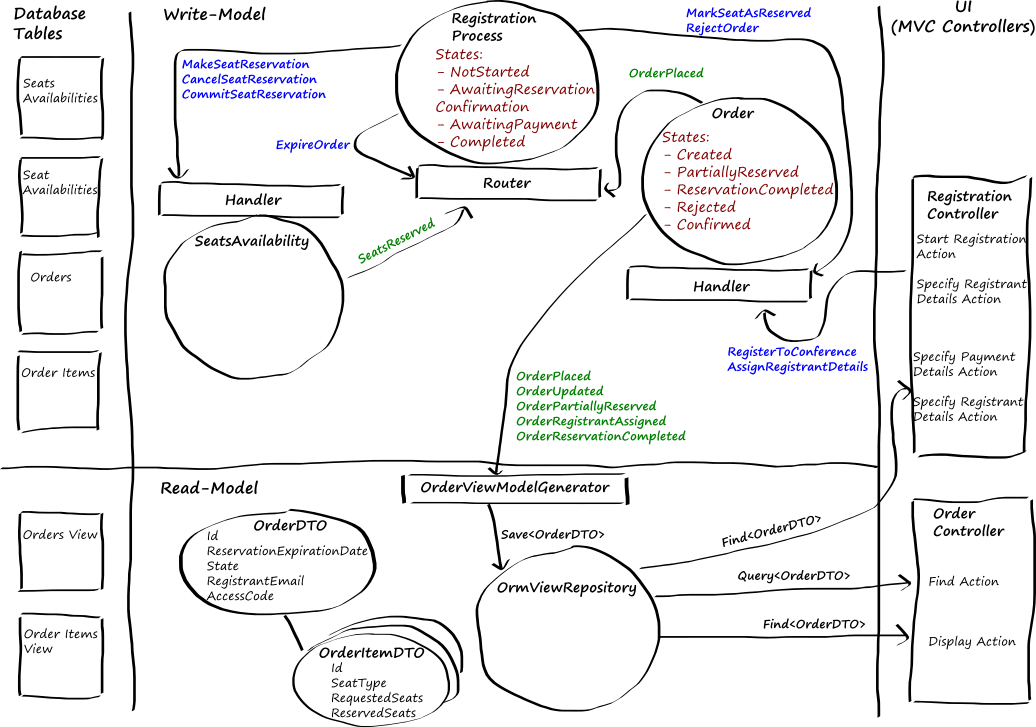 Database
Tables
Seats
Availabilities
Seat
Availabilities
Orders
Order Items
Orders View
Order Items
View
Write-Model
MakeSeatReservation
CancelSeatReservation
CommitSeatReservation
Registration
Process
States:
- NotStarted
- AwaitingReservation
Confirmation
- AwaitingPayment
- Completed
ExpireOrder
Router
Handler
SeatsAvailability
SeatsReserved
MarkSeatAsReserved
RejectOrder
OrderPlaced
Order
States:
- Created
- PartiallyReserved
- ReservationCompleted
- Rejected
- Confirmed
Handler
RegisterToConference
AssignRegistrantDetails
OrderPlaced
OrderUpdated
OrderPartiallyReserved
OrderRegistrantAssigned
OrderReservationCompleted
Read-Model
OrderViewModelGenerator
OrderDTO
Id
ReservationExpirationDate
State
RegistrantEmail
AccessCode
OrderItemDTO
Id
SeatType
RequestedSeats
ReservedSeats
Save<OrderDTO>
OrmViewRepository
Find<OrderDTO>
Query<OrderDTO>
Find<OrderDTO>
UI
(MVC Controllers)
Registration
Controller
Start Registration
Action
Specify Registrant
Details Action
Specify Payment
Details Action
Specify Registrant
Details Action
Order
Controller
Find Action
Display Action